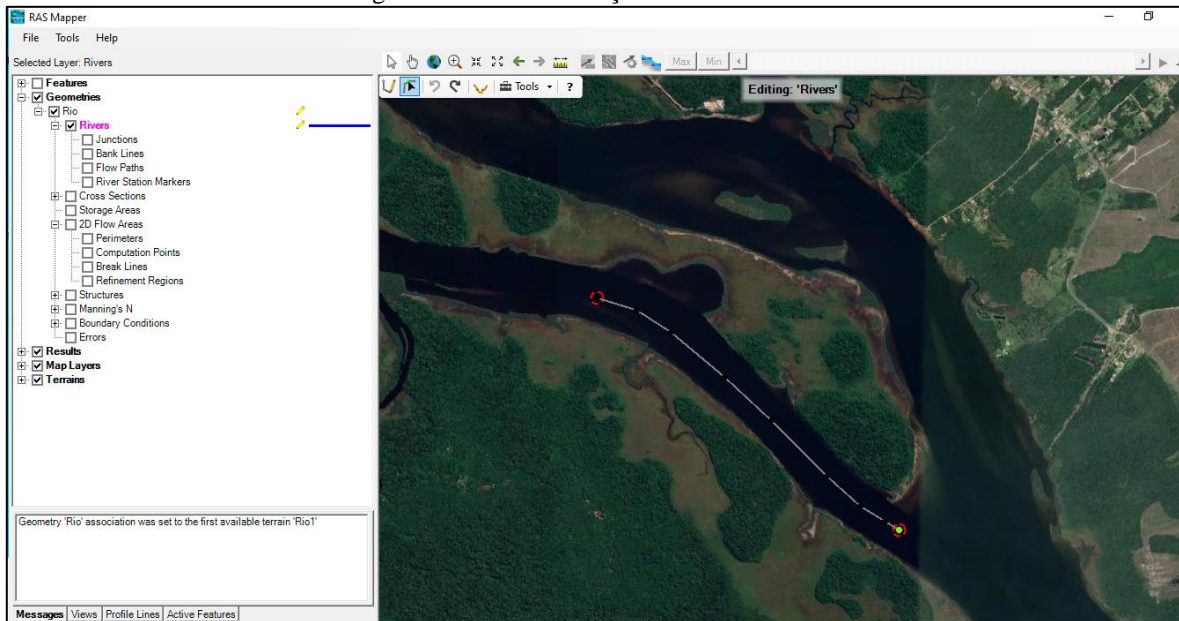 RAS Mapper
File Tools Help
Selected Layer: Rivers
Max Min
Tools ?
Editing: 'Rivers'
Features
Geometries
Rio
Rivers
Junctions
Bank Lines
Flow Paths
River Station Markers
Cross Sections
Storage Areas
2D Flow Areas
Perimeters
Computation Points
Break Lines
Refinement Regions
Structures
Manning's N
Boundary Conditions
Errors
Results
Map Layers
Terrains
Geometry 'Rio' association was set to the first available terrain 'Rio1'
Messages Views Profile Lines Active Features